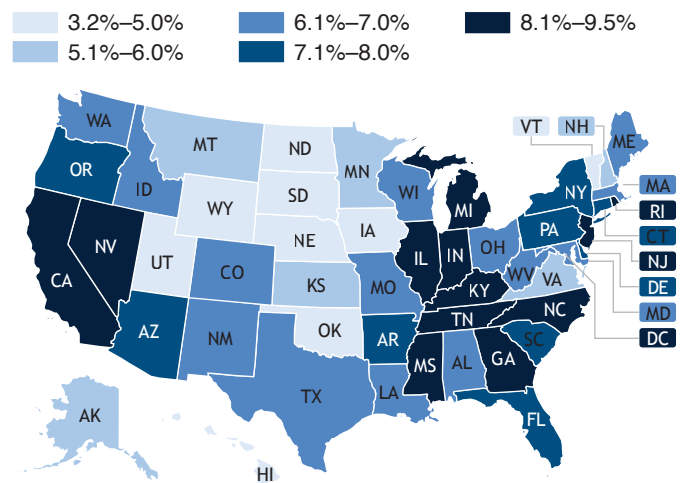 3.2%–5.0% 6.1%–7.0% 8.1%–9.5%
5.1%–6.0% 7.1%–8.0%
VT NH
WA
ME
MT ND
OR MN
ID WI NY MA
SD
WY MI RI
PA CT
IA
NE NJ
NV OH
IL IN
UT DE
CO WV
CA KS MO VA MD
KY
NC DC
TN
OK
AZ NM AR SC
MS AL GA
TX LA
AK FL
HI